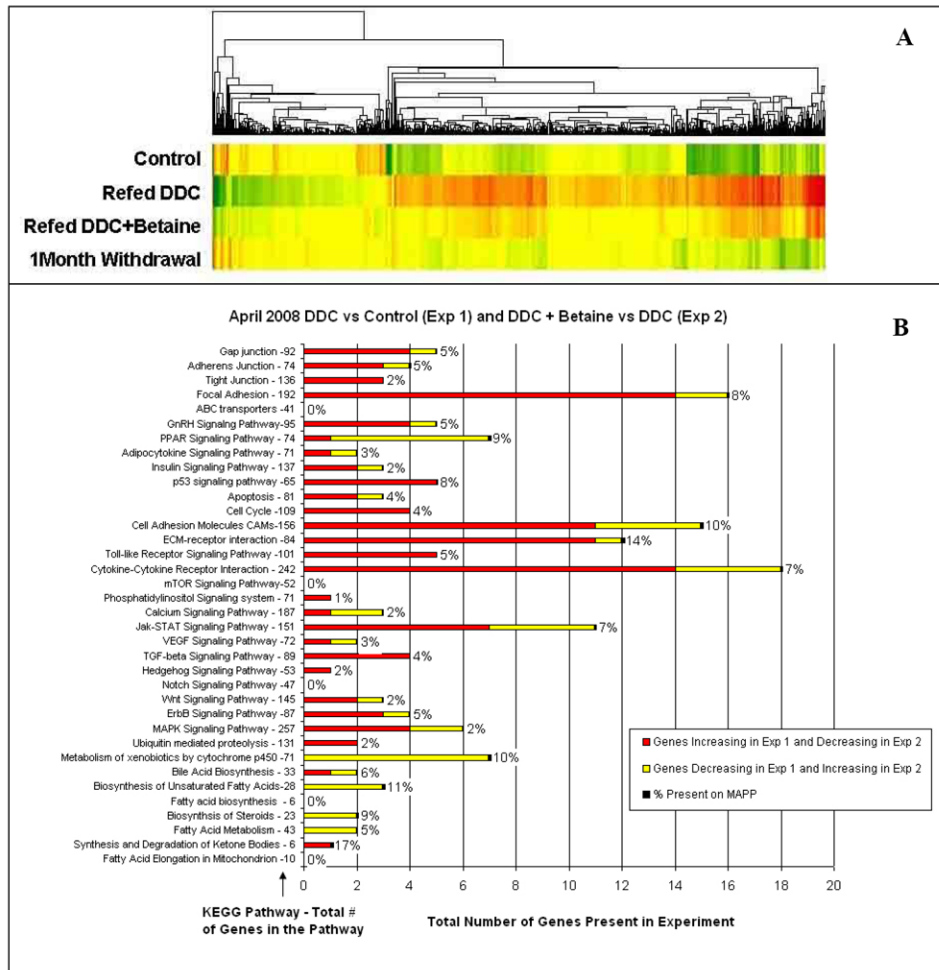 A
Control
Refed DDC
Refed DDC+Betaine
1Month Withdrawal
B
April 2008 DDC vs Control (Exp 1) and DDC + Betaine vs DDC (Exp 2)
Gap junction -92 5%
Adherens Junction - 74 5%
Tight Junction - 136 2%
Focal Adhesion - 192 8%
ABC transporters -41 0%
GnRH Signaling Pathway-95 5%
PPAR Signaling Pathway - 74 9%
Adipocytokine Signaling Pathway - 71 3%
Insulin Signaling Pathway - 137 2%
p53 signaling pathway -65 8%
Apoptosis - 81 4%
Cell Cycle -109 4%
Cell Adhesion Molecules CAMs-156 10%
ECM-receptor interaction -84 14%
Toll-like Receptor Signaling Pathway -101 5%
Cytokine-Cytokine Receptor Interaction - 242 7%
mTOR Signaling Pathway-52 0%
Phosphatidylinositol Signaling system - 71 1%
Calcium Signaling Pathway - 187 2%
Jak-STAT Signaling Pathway - 151 7%
VEGF Signaling Pathway -72 3%
TGF-beta Signaling Pathway - 89 4%
Hedgehog Signaling Pathway -53 2%
Notch Signaling Pathway -47 0%
Wnt Signaling Pathway - 145 2%
ErbB Signaling Pathway -87 5%
MAPK Signaling Pathway - 257 2%
Ubiquitin mediated proteolysis - 131 2%
Metabolism of xenobiotics by cytochrome p450 -71 10%
Bile Acid Biosynthesis - 33 6%
Biosynthesis of Unsaturated Fatty Acids-28 11%
Fatty acid biosynthesis - 6 0%
Biosynthsis of Steroids - 23 9%
Fatty Acid Metabolism - 43 5%
Synthesis and Degradation of Ketone Bodies - 6 17%
Fatty Acid Elongation in Mitochondrion -10 0%
Genes Increasing in Exp 1 and Decreasing in Exp 2
Genes Decreasing in Exp 1 and Increasing in Exp 2
% Present on MAPP
0 2 4 6 8 10 12 14 16 18 20
KEGG Pathway - Total #
of Genes in the Pathway
Total Number of Genes Present in Experiment